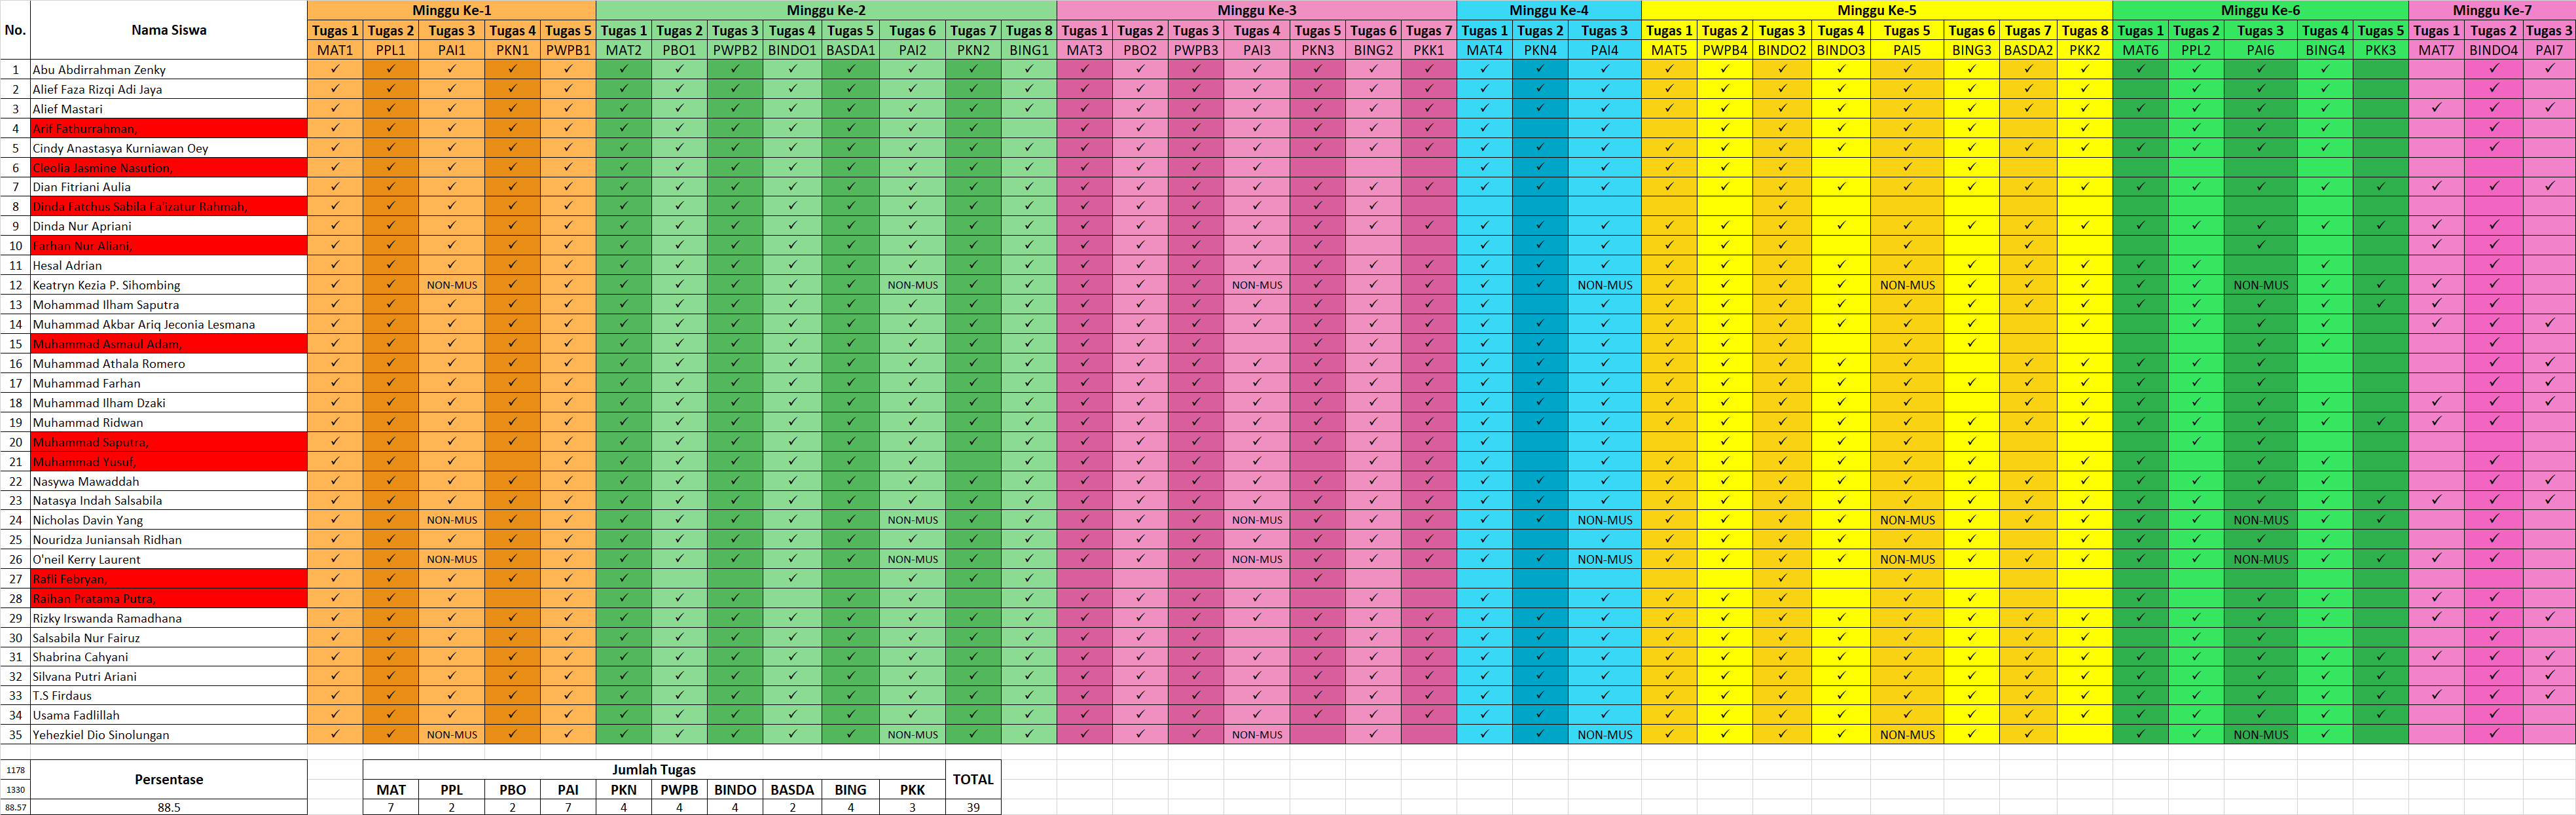 No. Nama Siswa Minggu Ke-1 Minggu Ke-2 Minggu Ke-3 Minggu Ke-4 Minggu Ke-5 Minggu Ke-6 Minggu Ke-7
Tugas 1 Tugas 2 Tugas 3 Tugas 4 Tugas 5 Tugas 1 Tugas 2 Tugas 3 Tugas 4 Tugas 5 Tugas 6 Tugas 7 Tugas 8 Tugas 1 Tugas 2 Tugas 3 Tugas 4 Tugas 5 Tugas 6 Tugas 7 Tugas 1 Tugas 2 Tugas 3 Tugas 1 Tugas 2 Tugas 3 Tugas 4 Tugas 5 Tugas 6 Tugas 7 Tugas 8 Tugas 1 Tugas 2 Tugas 3 Tugas 4 Tugas 5 Tugas 1 Tugas 2 Tugas 3
MAT1 PPL1 PAI1 PKN1 PWPB1 MAT2 PBO1 PWPB2 BINDO1 BASDA1 PAI2 PKN2 BING1 MAT3 PBO2 PWPB3 PAI3 PKN3 BING2 PKK1 MAT4 PKN4 PAI4 MAT5 PWPB4 BINDO2 BINDO3 PAI5 BING3 BASDA2 PKK2 MAT6 PPL2 PAI6 BING4 PKK3 MAT7 BINDO4 PAI7
1 Abu Abdirrahman Zenky
2 Alief Faza Rizqi Adi Jaya
3 Alief Mastari
4 Arif Fathurrahman,
5 Cindy Anastasya Kurniawan Oey
6 Cleolia Jasmine Nasution,
7 Dian Fitriani Aulia
8 Dinda Fatchus Sabila Fa'izatur Rahmah,
9 Dinda Nur Apriani
10 Farhan Nur Aliani,
11 Hesal Adrian
12 Keatryn Kezia P. Sihombing NON-MUS NON-MUS NON-MUS NON-MUS NON-MUS NON-MUS
13 Mohammad Ilham Saputra
14 Muhammad Akbar Ariq Jeconia Lesmana
15 Muhammad Asmaul Adam,
16 Muhammad Athala Romero
17 Muhammad Farhan
18 Muhammad Ilham Dzaki
19 Muhammad Ridwan
20 Muhammad Saputra,
21 Muhammad Yusuf,
22 Nasywa Mawaddah
23 Natasya Indah Salsabila
24 Nicholas Davin Yang NON-MUS NON-MUS NON-MUS NON-MUS NON-MUS NON-MUS
25 Nouridza Juniansah Ridhan
26 O'neil Kerry Laurent NON-MUS NON-MUS NON-MUS NON-MUS NON-MUS NON-MUS
27 Rafli Febryan,
28 Raihan Pratama Putra,
29 Rizky Irswanda Ramadhana
30 Salsabila Nur Fairuz
31 Shabrina Cahyani
32 Silvana Putri Ariani
33 T.S Firdaus
34 Usama Fadlillah
35 Yehezkiel Dio Sinolungan NON-MUS NON-MUS NON-MUS NON-MUS NON-MUS NON-MUS
1178 Persentase Jumlah Tugas TOTAL
1330 MAT PPL PBO PAI PKN PWPB BINDO BASDA BING PKK
88.57 88.5 7 2 2 7 4 4 4 2 4 3 39